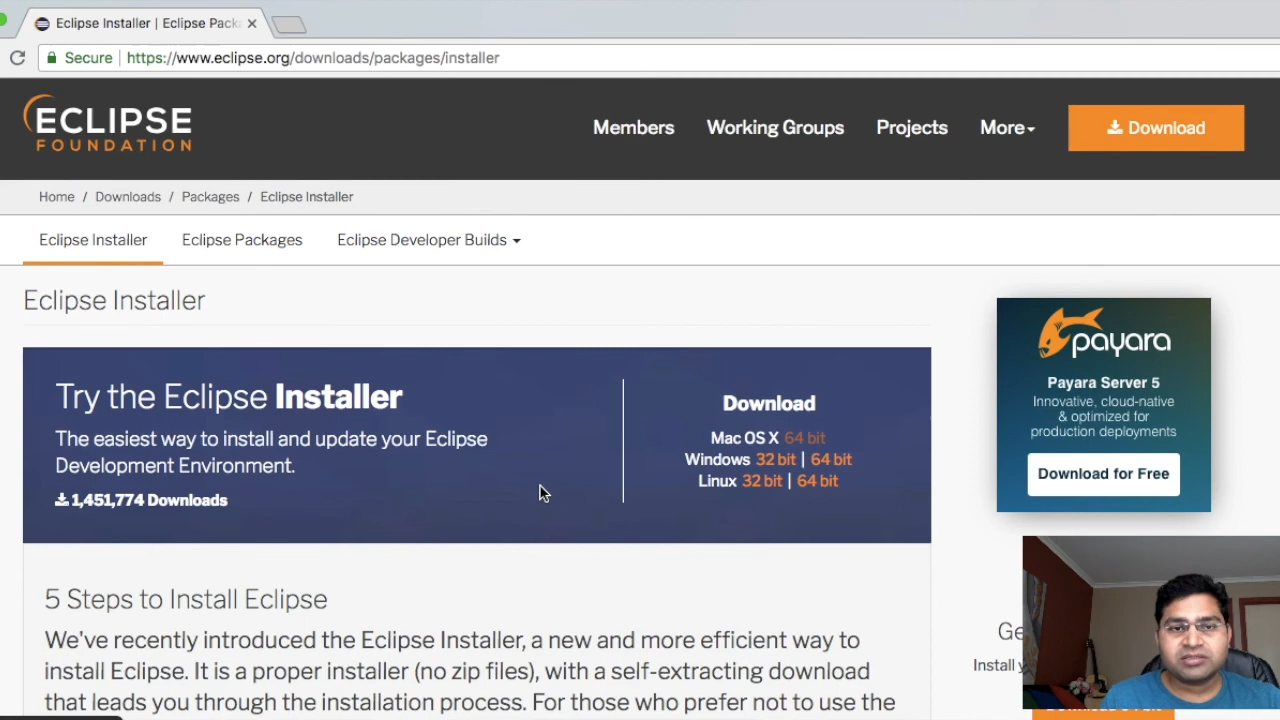 Eclipse Installer | Eclipse Pack
Secure
https://www.eclipse.org/downloads/packages/installer
ECLIPSE
FOUNDATION
Members
Working Groups
Projects
More
Download
Home / Downloads / Packages / Eclipse Installer
Eclipse Installer
Eclipse Packages
Eclipse Developer Builds
Eclipse Installer
Try the Eclipse Installer
The easiest way to install and update your Eclipse
Development Environment.
1,451,774 Downloads
Download
Mac OS X 64 bit
Windows 32 bit | 64 bit
Linux 32 bit | 64 bit
payara
Payara Server 5
Innovative, cloud-native
& optimized for
production deployments
Download for Free
5 Steps to Install Eclipse
We've recently introduced the Eclipse Installer, a new and more efficient way to
install Eclipse. It is a proper installer (no zip files), with a self-extracting download
that leads you through the installation process. For those who prefer not to use the
Ge
Install